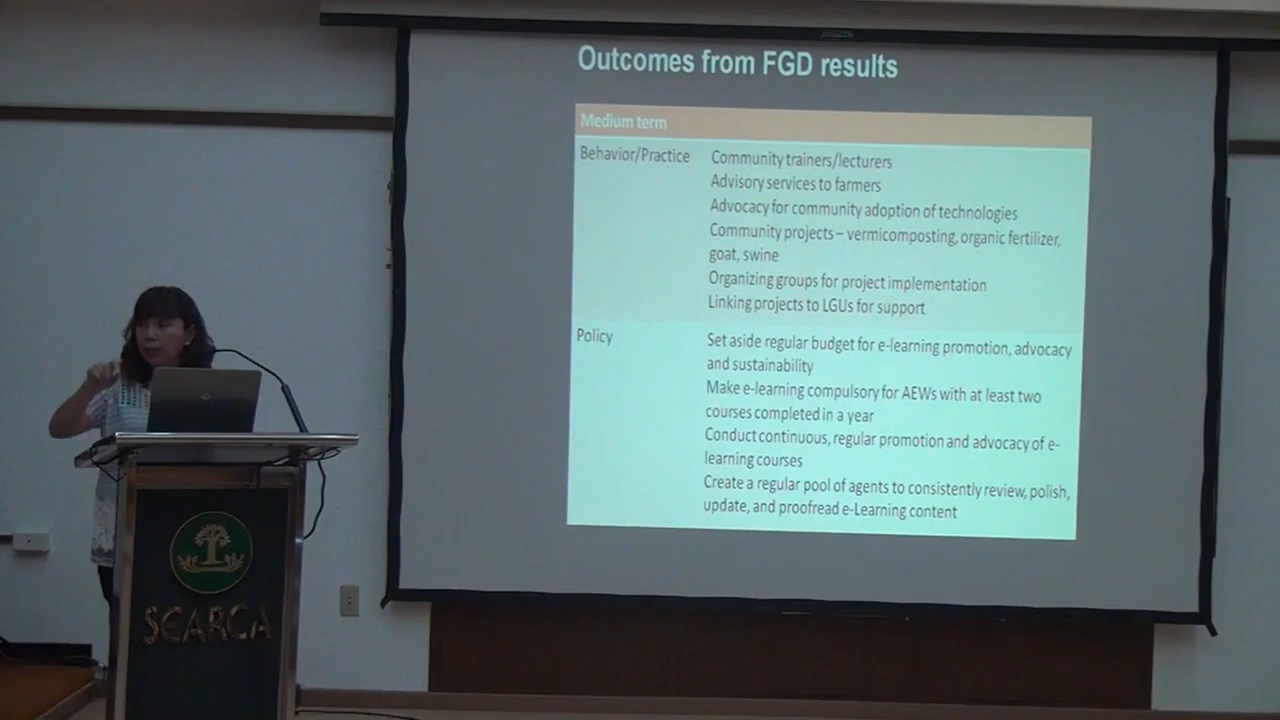 Outcomes from FGD results
Medium term
Behavior/Practice
Community trainers/lecturers
Advisory services to farmers
Advocacy for community adoption of technologies
Community projects – vermicomposting, organic fertilizer,
goat, swine
Organizing groups for project implementation
Linking projects to LGUs for support
Policy
Set aside regular budget for e-learning promotion, advocacy
and sustainability
Make e-learning compulsory for AEWs with at least two
courses completed in a year
Conduct continuous, regular promotion and advocacy of e-
learning courses
Create a regular pool of agents to consistently review, polish,
update, and proofread e-Learning content
SEARCA